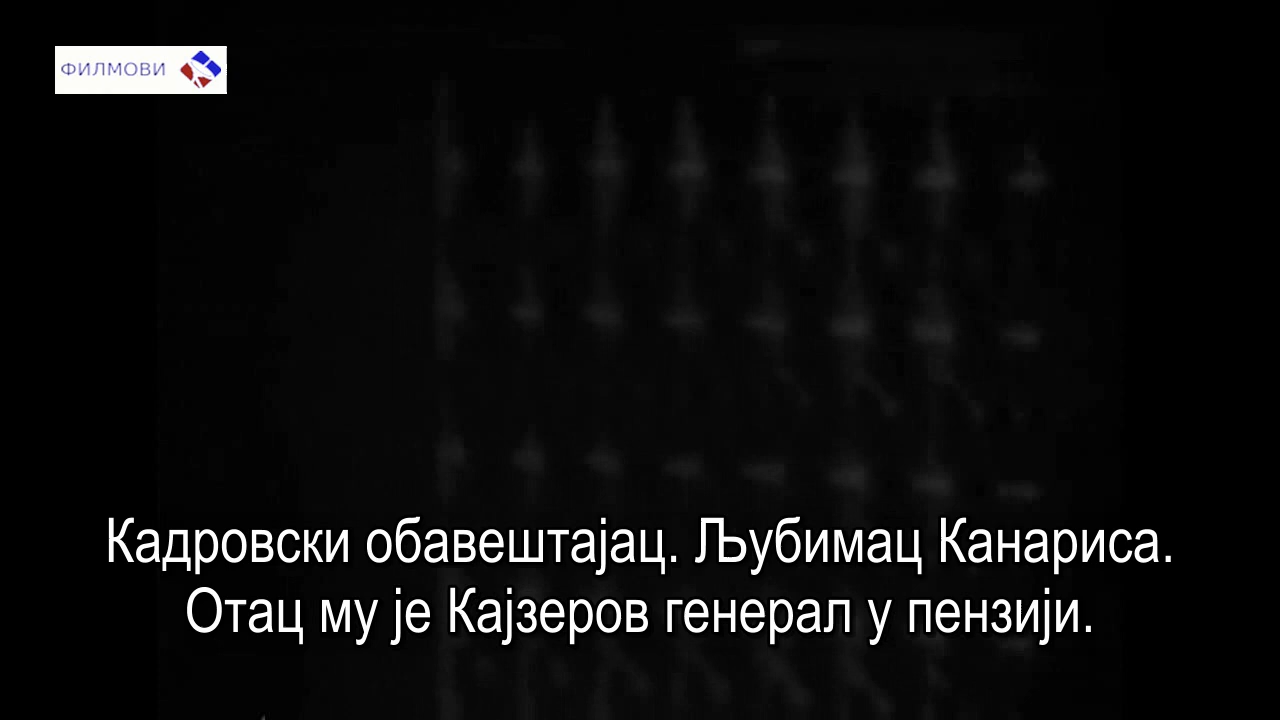 ФИЛМОВИ
Кадровски обавештајац. Љубимац Канариса.
Отац му је Кајзеров генерал у пензији.